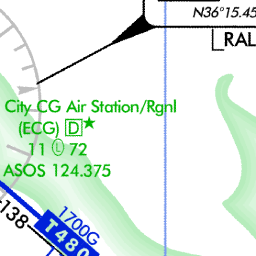 N36°15.45
RAL
City CG Air Station/Rgnl
(ECG) D★
11 Ⓛ 72
ASOS 124.375
1700G
T480
138